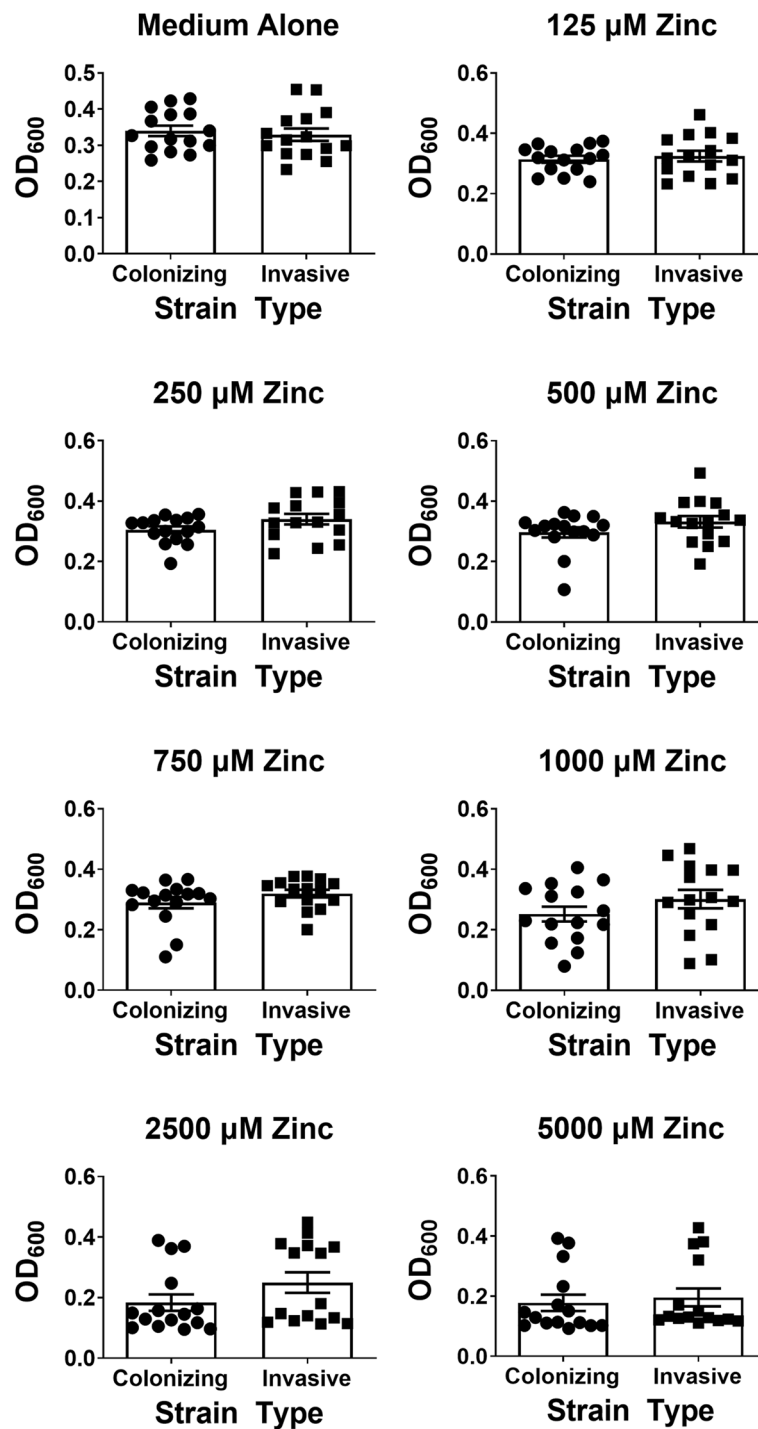 Medium Alone
0.5
0.4
0.3
0.2
0.1
0.0
OD600
Colonizing Invasive
Strain Type
125 µM Zinc
0.6
0.4
0.2
0.0
OD600
Colonizing Invasive
Strain Type
250 µM Zinc
0.6
0.4
0.2
0.0
OD600
Colonizing Invasive
Strain Type
500 µM Zinc
0.6
0.4
0.2
0.0
OD600
Colonizing Invasive
Strain Type
750 µM Zinc
0.6
0.4
0.2
0.0
OD600
Colonizing Invasive
Strain Type
1000 µM Zinc
0.6
0.4
0.2
0.0
OD600
Colonizing Invasive
Strain Type
2500 µM Zinc
0.6
0.4
0.2
0.0
OD600
Colonizing Invasive
Strain Type
5000 µM Zinc
0.6
0.4
0.2
0.0
OD600
Colonizing Invasive
Strain Type